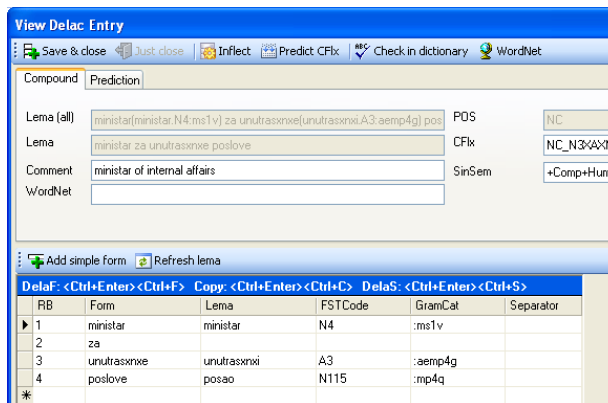 View Delac Entry
Save & close Just close Inflect Predict CFlx Check in dictionary WordNet
Compound Prediction
Lema (all) ministar(ministar.N4:ms1v) za unutrasxnxe(unutrasxnxi.A3:aemp4g) pos POS NC
Lema ministar za unutrasxnxe poslove CFlx NC_N3XAXN
Comment ministar of internal affairs SinSem +Comp+Hum
WordNet
Add simple form Refresh lema
DelaF: <Ctrl+Enter><Ctrl+F> Copy: <Ctrl+Enter><Ctrl+C> DelaS: <Ctrl+Enter><Ctrl+S>
RB Form Lema FSTCode GramCat Separator
1 ministar ministar N4 :ms1v
2 za
3 unutrasxnxe unutrasxnxi A3 :aemp4g
4 poslove posao N115 :mp4q